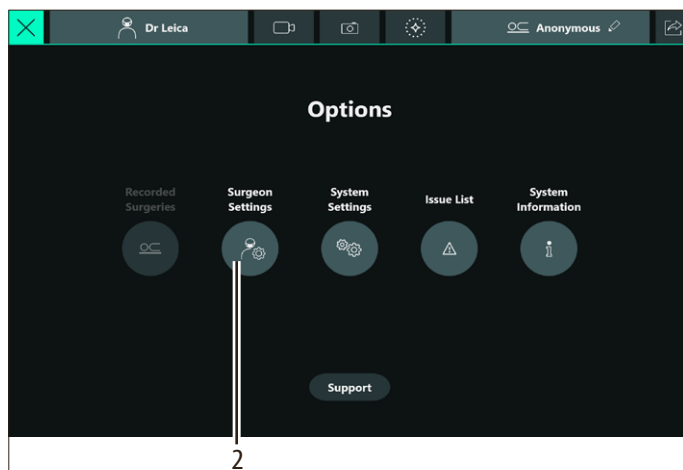 Dr Leica
Anonymous
Options
Recorded
Surgeries
Surgeon
Settings
System
Settings
Issue List
System
Information
Support
2